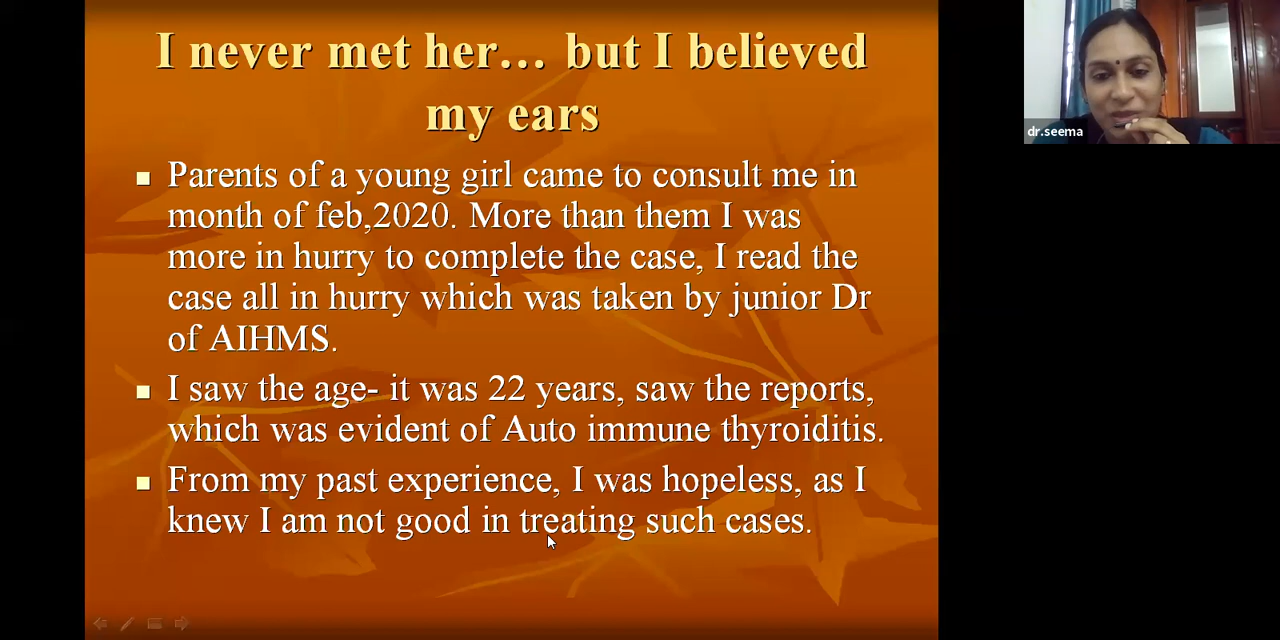 I never met her... but I believed
my ears
Parents of a young girl came to consult me in
month of feb,2020. More than them I was
more in hurry to complete the case, I read the
case all in hurry which was taken by junior Dr
of AIHMS.
I saw the age- it was 22 years, saw the reports,
which was evident of Auto immune thyroiditis.
From my past experience, I was hopeless, as I
knew I am not good in treating such cases.
dr.seema